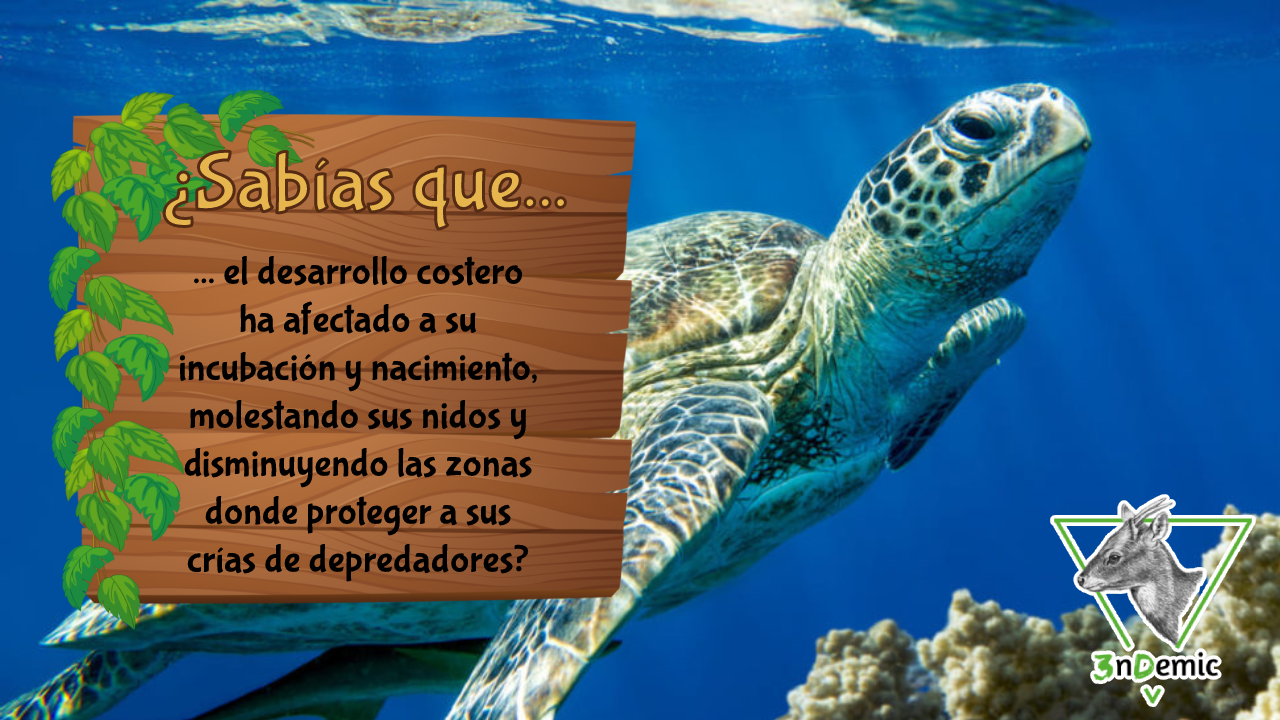 ¿Sabías que...
... el desarrollo costero
ha afectado a su
incubación y nacimiento,
molestando sus nidos y
disminuyendo las zonas
donde proteger a sus
crías de depredadores?
3nDemic